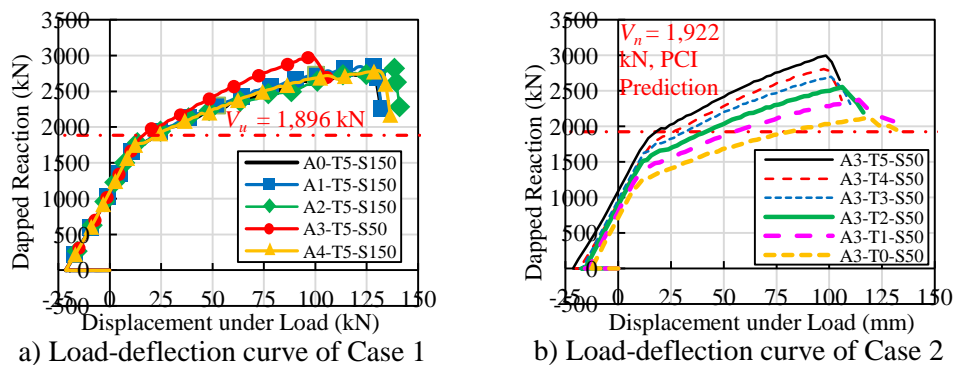 3500
3000
2500
2000
1500
1000
500
0
-500
-25 0 25 50 75 100 125 150
Dapped Reaction (kN)
Displacement under Load (kN)
V_u = 1,896 kN
A0-T5-S150
A1-T5-S150
A2-T5-S150
A3-T5-S50
A4-T5-S150
a) Load-deflection curve of Case 1
3500
3000
2500
2000
1500
1000
500
0
-500
-25 0 25 50 75 100 125 150
Dapped Reaction (kN)
Displacement under Load (mm)
V_n = 1,922
kN, PCI
Prediction
A3-T5-S50
A3-T4-S50
A3-T3-S50
A3-T2-S50
A3-T1-S50
A3-T0-S50
b) Load-deflection curve of Case 2